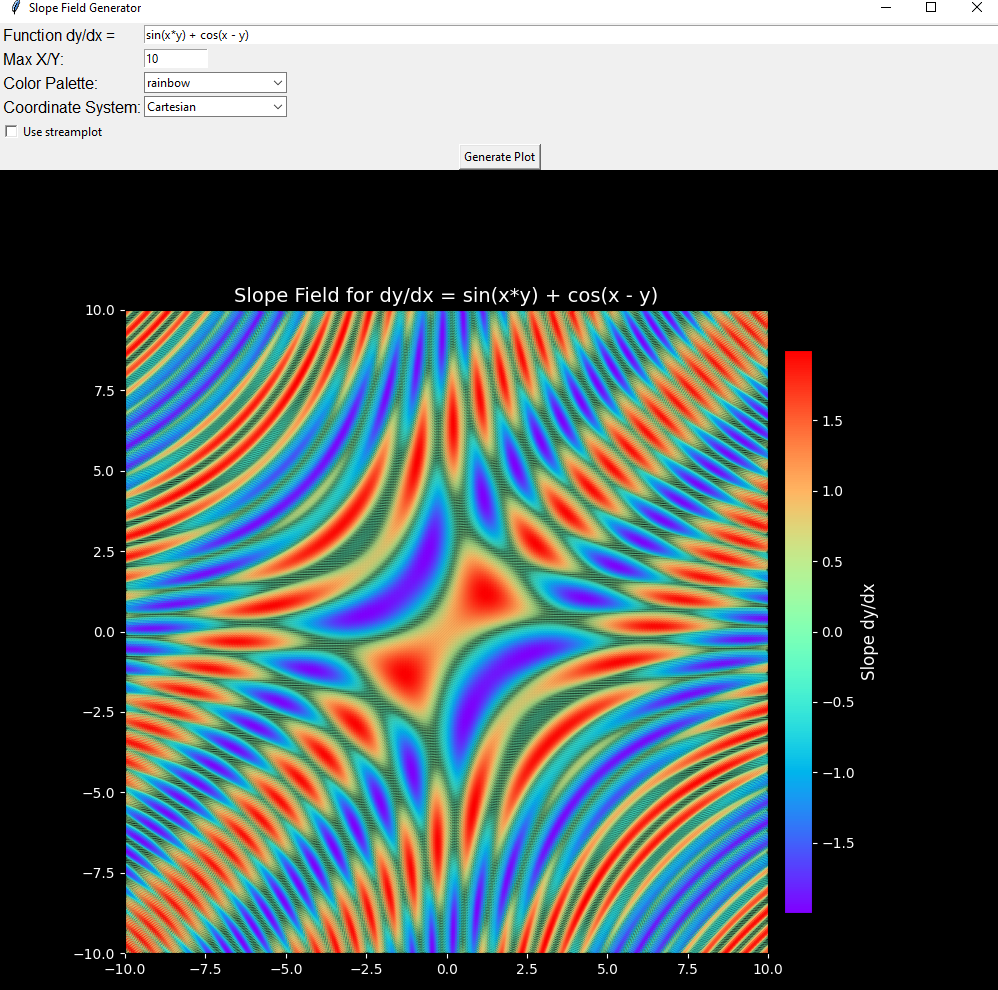 Slope Field Generator
Function dy/dx = sin(x*y) + cos(x - y)
Max X/Y: 10
Color Palette: rainbow
Coordinate System: Cartesian
Use streamplot
Generate Plot
Slope Field for dy/dx = sin(x*y) + cos(x - y)
10.0
7.5
5.0
2.5
0.0
−2.5
−5.0
−7.5
−10.0
−10.0 −7.5 −5.0 −2.5 0.0 2.5 5.0 7.5 10.0
1.5
1.0
0.5
0.0
−0.5
−1.0
−1.5
Slope dy/dx